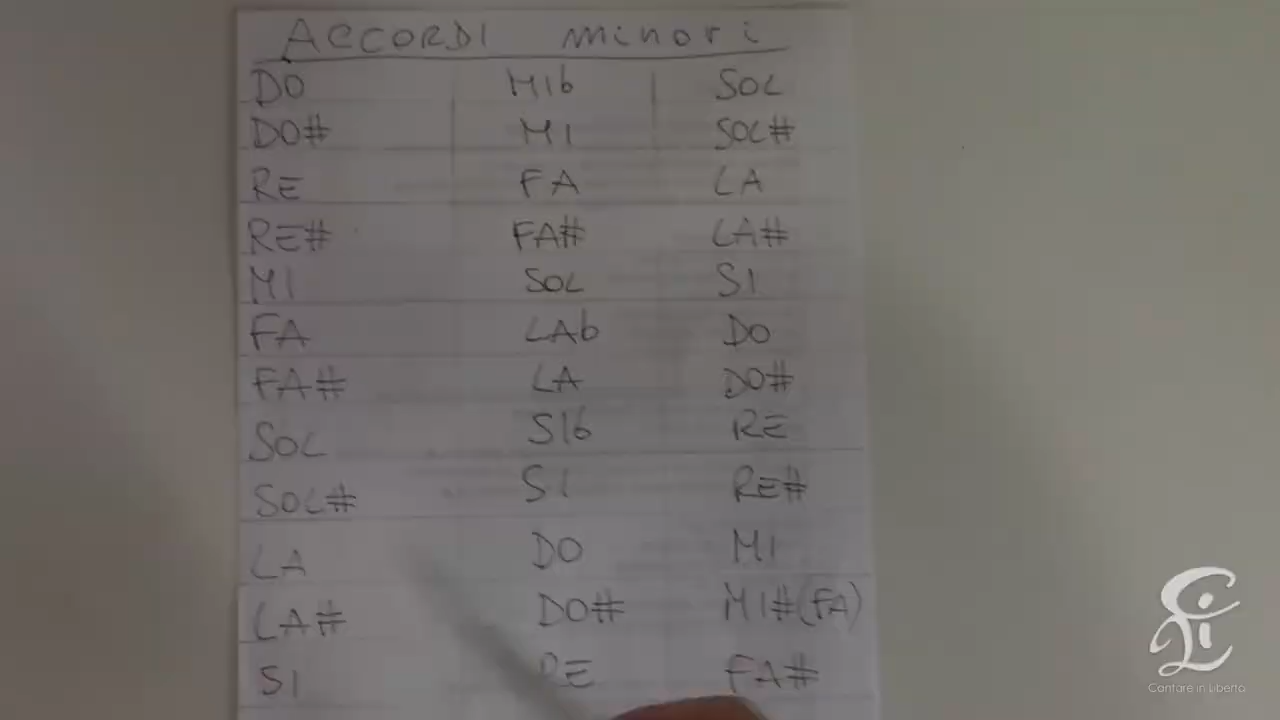 ACCORDI minori
DO MIb SOL
DO# MI SOL#
RE FA LA
RE# FA# LA#
MI SOL SI
FA LAb DO
FA# LA DO#
SOL SIb RE
SOL# SI RE#
LA DO MI
LA# DO# MI#(FA)
SI RE FA#
Cantare in Libertà